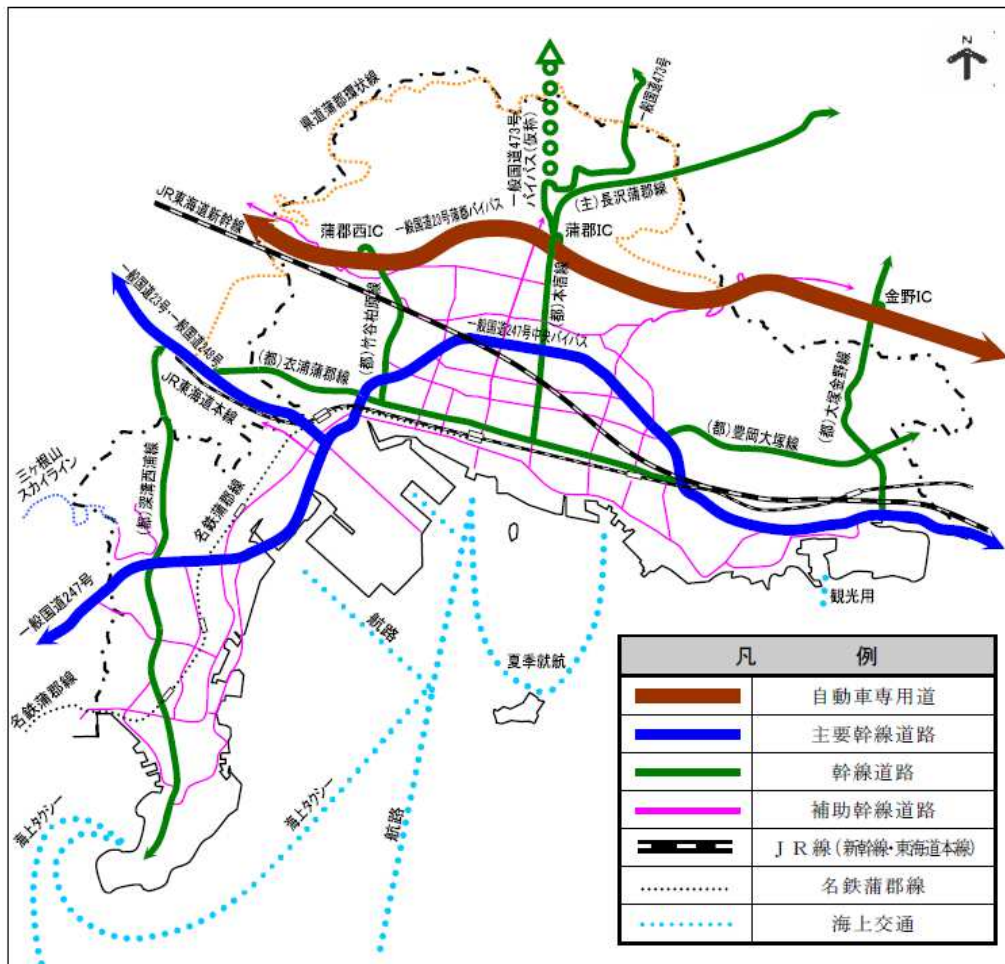 N
県道蒲郡環状線
一般国道473号
バイパス(仮称)
一般国道473号
(主)長沢蒲郡線
JR東海道新幹線
蒲郡西IC
一般国道23号蒲郡バイパス
蒲郡IC
金野IC
一般国道23号・一般国道248号
(都)竹谷柏原線
(都)本宿線
一般国道247号中央バイパス
(都)衣浦蒲郡線
JR東海道本線
(都)豊岡大塚線
(都)大塚金野線
三ヶ根山
スカイライン
(都)深溝西浦線
名鉄蒲郡線
一般国道247号
名鉄蒲郡線
航路
夏季就航
観光用
海上タクシー
海上タクシー
航路
凡 例
自動車専用道
主要幹線道路
幹線道路
補助幹線道路
JR線(新幹線・東海道本線)
名鉄蒲郡線
海上交通